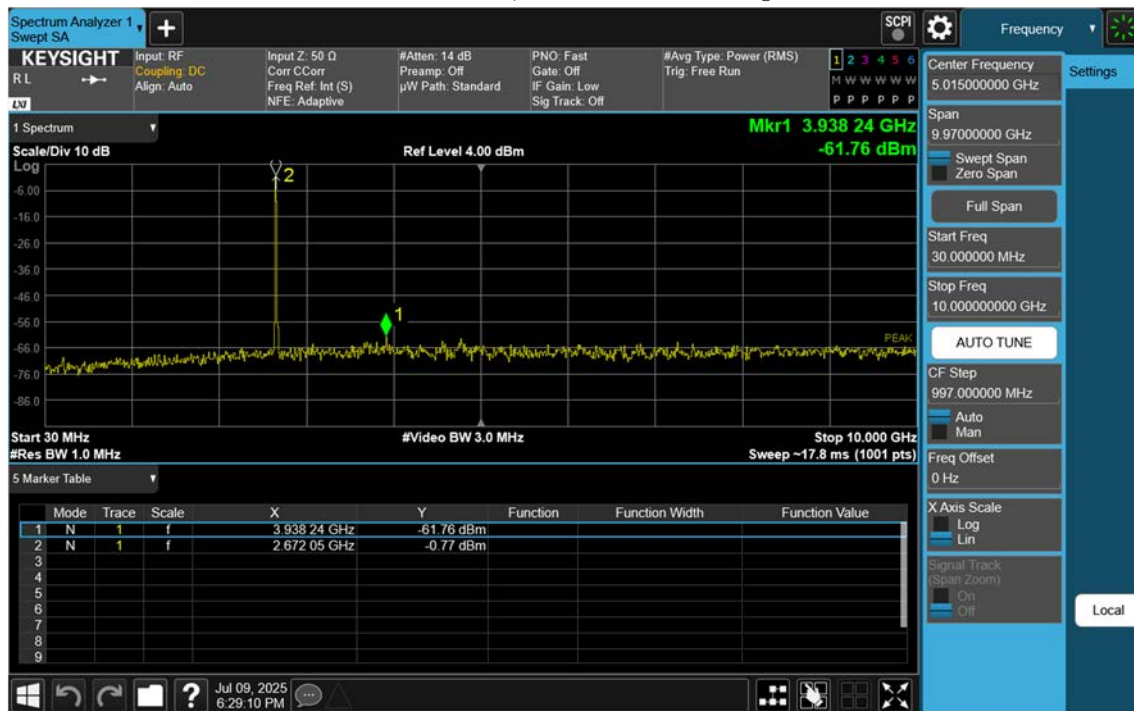 Spectrum Analyzer 1
Swept SA
+
SCPI
Frequency
KEYSIGHT
R L
LXI
Input: RF
Coupling: DC
Align: Auto
Input Z: 50 Ω
Corr CCorr
Freq Ref: Int (S)
NFE: Adaptive
#Atten: 14 dB
Preamp: Off
µW Path: Standard
PNO: Fast
Gate: Off
IF Gain: Low
Sig Track: Off
#Avg Type: Power (RMS)
Trig: Free Run
1 2 3 4 5 6
M W W W W W
P P P P P P
1 Spectrum
Scale/Div 10 dB
Ref Level 4.00 dBm
Mkr1 3.938 24 GHz
-61.76 dBm
Log
-6.00
-16.0
-26.0
-36.0
-46.0
-56.0
-66.0
-76.0
-86.0
2
1
PEAK
Start 30 MHz
#Video BW 3.0 MHz
Stop 10.000 GHz
#Res BW 1.0 MHz
Sweep ~17.8 ms (1001 pts)
5 Marker Table
Mode Trace Scale X Y Function Function Width Function Value
1 N 1 f 3.938 24 GHz -61.76 dBm
2 N 1 f 2.672 05 GHz -0.77 dBm
3
4
5
6
7
8
9
Center Frequency
5.015000000 GHz
Span
9.97000000 GHz
Swept Span
Zero Span
Full Span
Start Freq
30.000000 MHz
Stop Freq
10.000000000 GHz
AUTO TUNE
CF Step
997.000000 MHz
Auto
Man
Freq Offset
0 Hz
X Axis Scale
Log
Lin
Signal Track
(Span Zoom)
On
Off
Settings
Local
?
Jul 09, 2025
6:29:10 PM